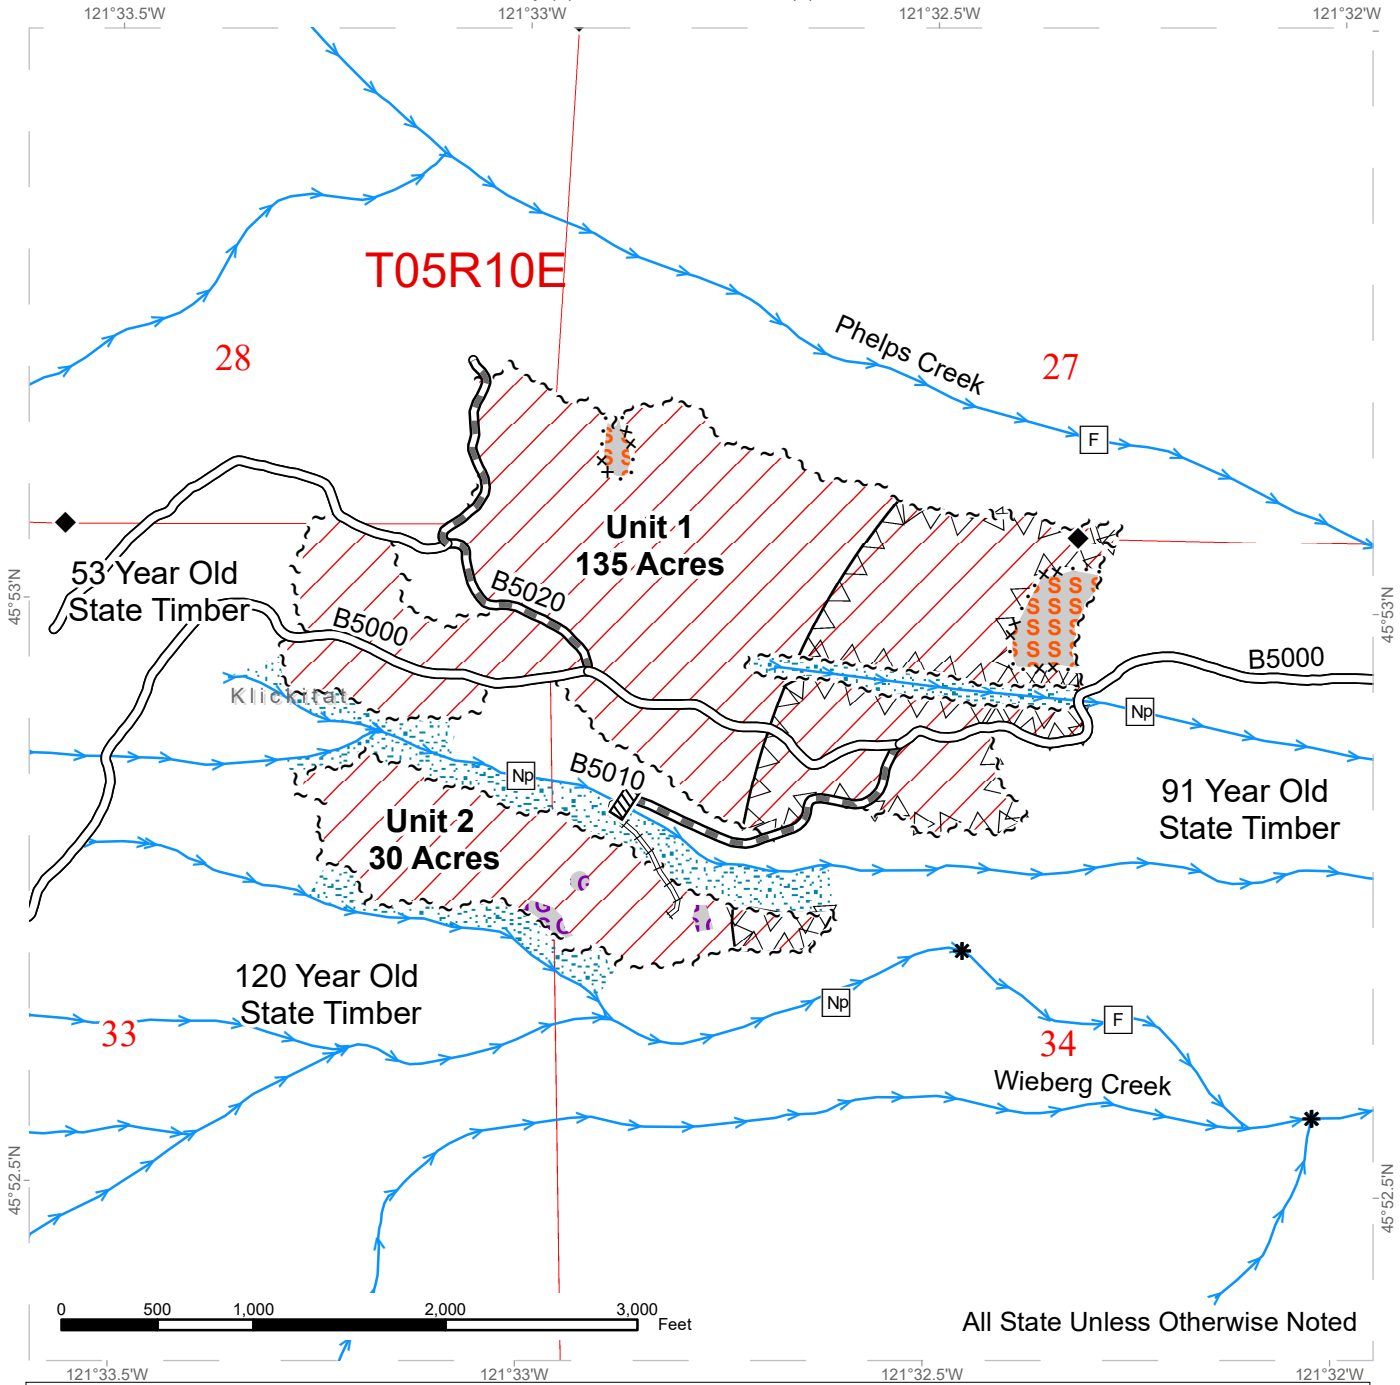 121°33.5'W
121°33'W
121°32.5'W
121°32'W
T05R10E
28
27
Phelps Creek
F
Unit 1
135 Acres
53 Year Old
State Timber
B5020
B5000
S
S S
S S
S S S
S S
S S
S S
45°53'N
45°53'N
B5000
Klickitat
Np
Np
B5010
91 Year Old
State Timber
Unit 2
30 Acres
120 Year Old
State Timber
Np
F
33
34
Wieberg Creek
45°52.5'N
45°52.5'N
0 500 1,000 2,000 3,000
Feet
All State Unless Otherwise Noted
121°33.5'W
121°33'W
121°32.5'W
121°32'W